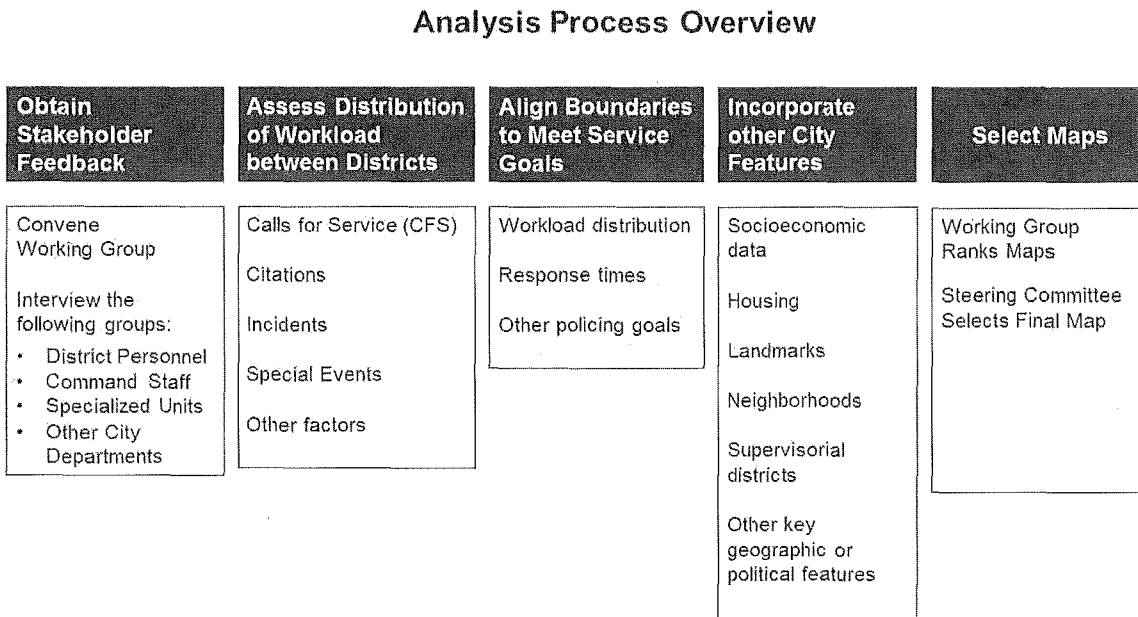 Analysis Process Overview
Obtain
Stakeholder
Feedback
Convene
Working Group
Interview the
following groups:
• District Personnel
• Command Staff
• Specialized Units
• Other City
Departments
Assess Distribution
of Workload
between Districts
Calls for Service (CFS)
Citations
Incidents
Special Events
Other factors
Align Boundaries
to Meet Service
Goals
Workload distribution
Response times
Other policing goals
Incorporate
other City
Features
Socioeconomic
data
Housing
Landmarks
Neighborhoods
Supervisorial
districts
Other key
geographic or
political features
Select Maps
Working Group
Ranks Maps
Steering Committee
Selects Final Map